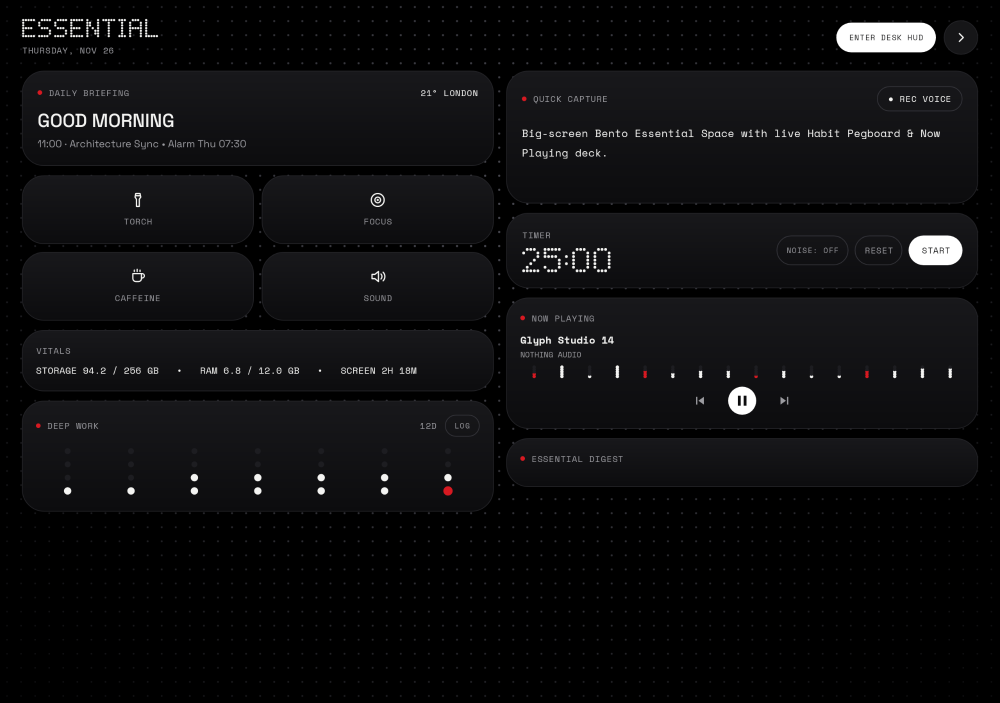 ESSENTIAL
THURSDAY, NOV 26
ENTER DESK HUD
DAILY BRIEFING
21° LONDON
GOOD MORNING
11:00 · Architecture Sync • Alarm Thu 07:30
TORCH
FOCUS
CAFFEINE
SOUND
VITALS
STORAGE 94.2 / 256 GB • RAM 6.8 / 12.0 GB • SCREEN 2H 18M
DEEP WORK
12D
LOG
QUICK CAPTURE
● REC VOICE
Big-screen Bento Essential Space with live Habit Pegboard & Now
Playing deck.
TIMER
25:00
NOISE: OFF
RESET
START
NOW PLAYING
Glyph Studio 14
NOTHING AUDIO
ESSENTIAL DIGEST